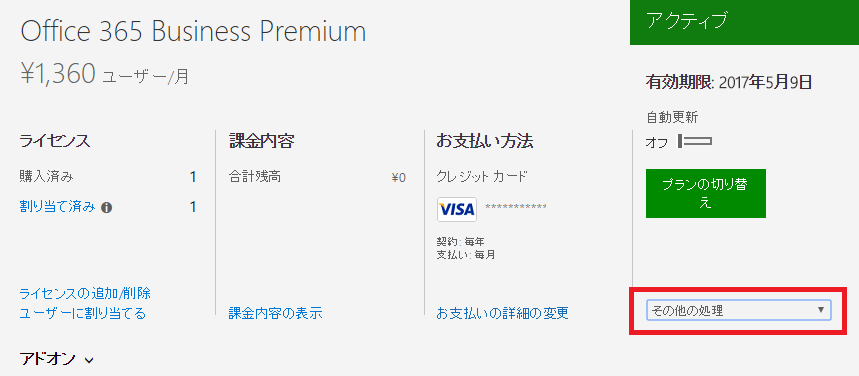 Office 365 Business Premium
¥1,360 ユーザー/月
アクティブ
有効期限: 2017年5月9日
自動更新
オフ
プランの切り替
え
その他の処理
ライセンス
購入済み 1
割り当て済み 1
ライセンスの追加/削除
ユーザーに割り当てる
課金内容
合計残高 ¥0
課金内容の表示
お支払い方法
クレジット カード
VISA ***********
契約: 毎年
支払い: 毎月
お支払いの詳細の変更
アドオン